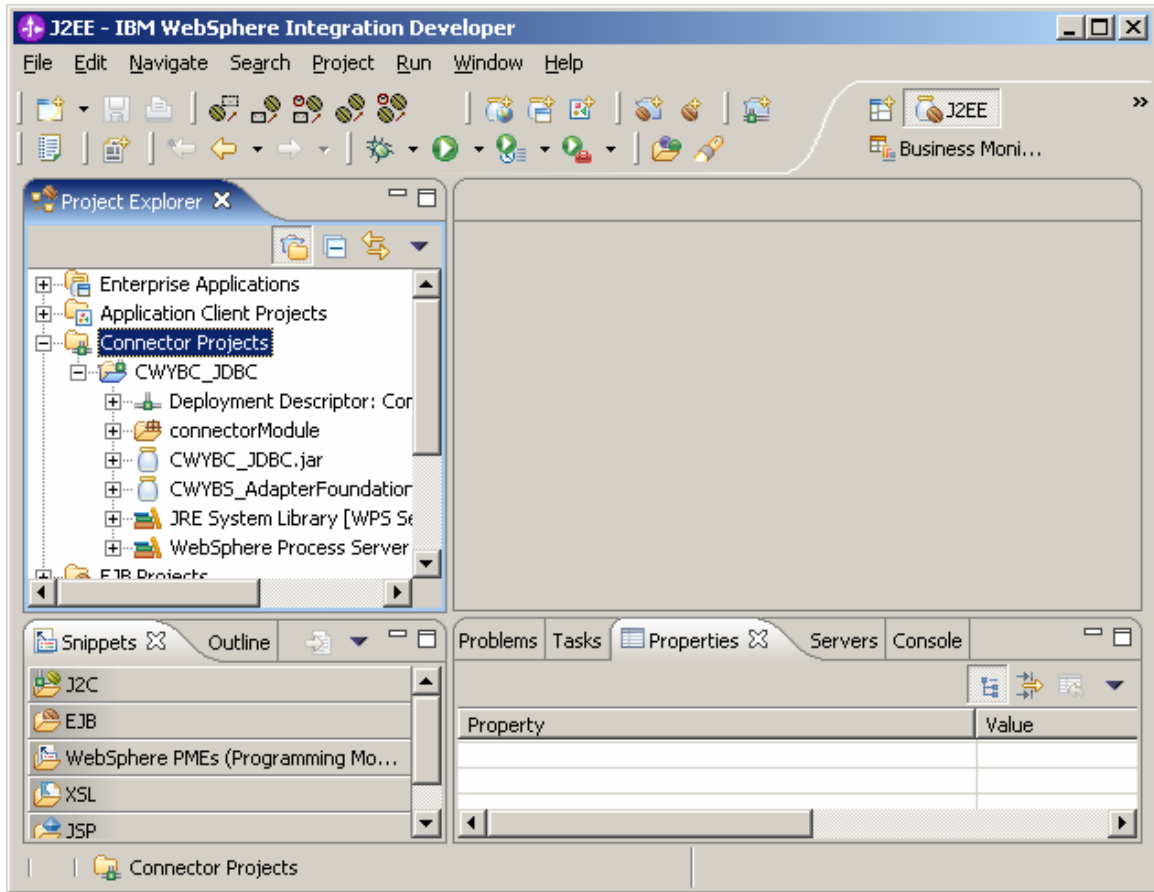 J2EE - IBM WebSphere Integration Developer
File Edit Navigate Search Project Run Window Help
J2EE
Business Moni...
Project Explorer
Enterprise Applications
Application Client Projects
Connector Projects
CWYBC_JDBC
Deployment Descriptor: Cor
connectorModule
CWYBC_JDBC.jar
CWYBS_AdapterFoundation
JRE System Library [WPS Se
WebSphere Process Server
EJB Projects
Snippets Outline
J2C
EJB
WebSphere PMEs (Programming Mo...
XSL
JSP
Problems Tasks Properties Servers Console
Property Value
Connector Projects